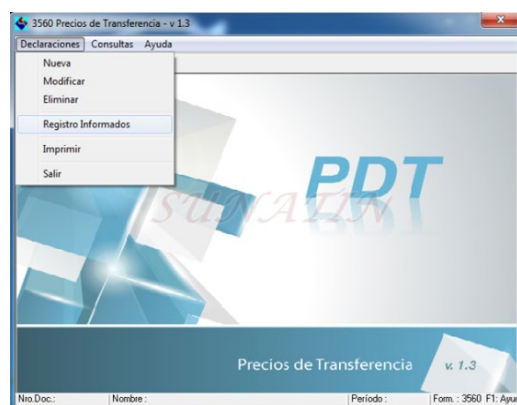 3560 Precios de Transferencia - v 1.3
Declaraciones Consultas Ayuda
Nueva
Modificar
Eliminar
Registro Informados
Imprimir
Salir
PDT
SUNATIN
Precios de Transferencia v. 1.3
Nro.Doc.: Nombre : Período : Form. : 3560 F1: Ayu